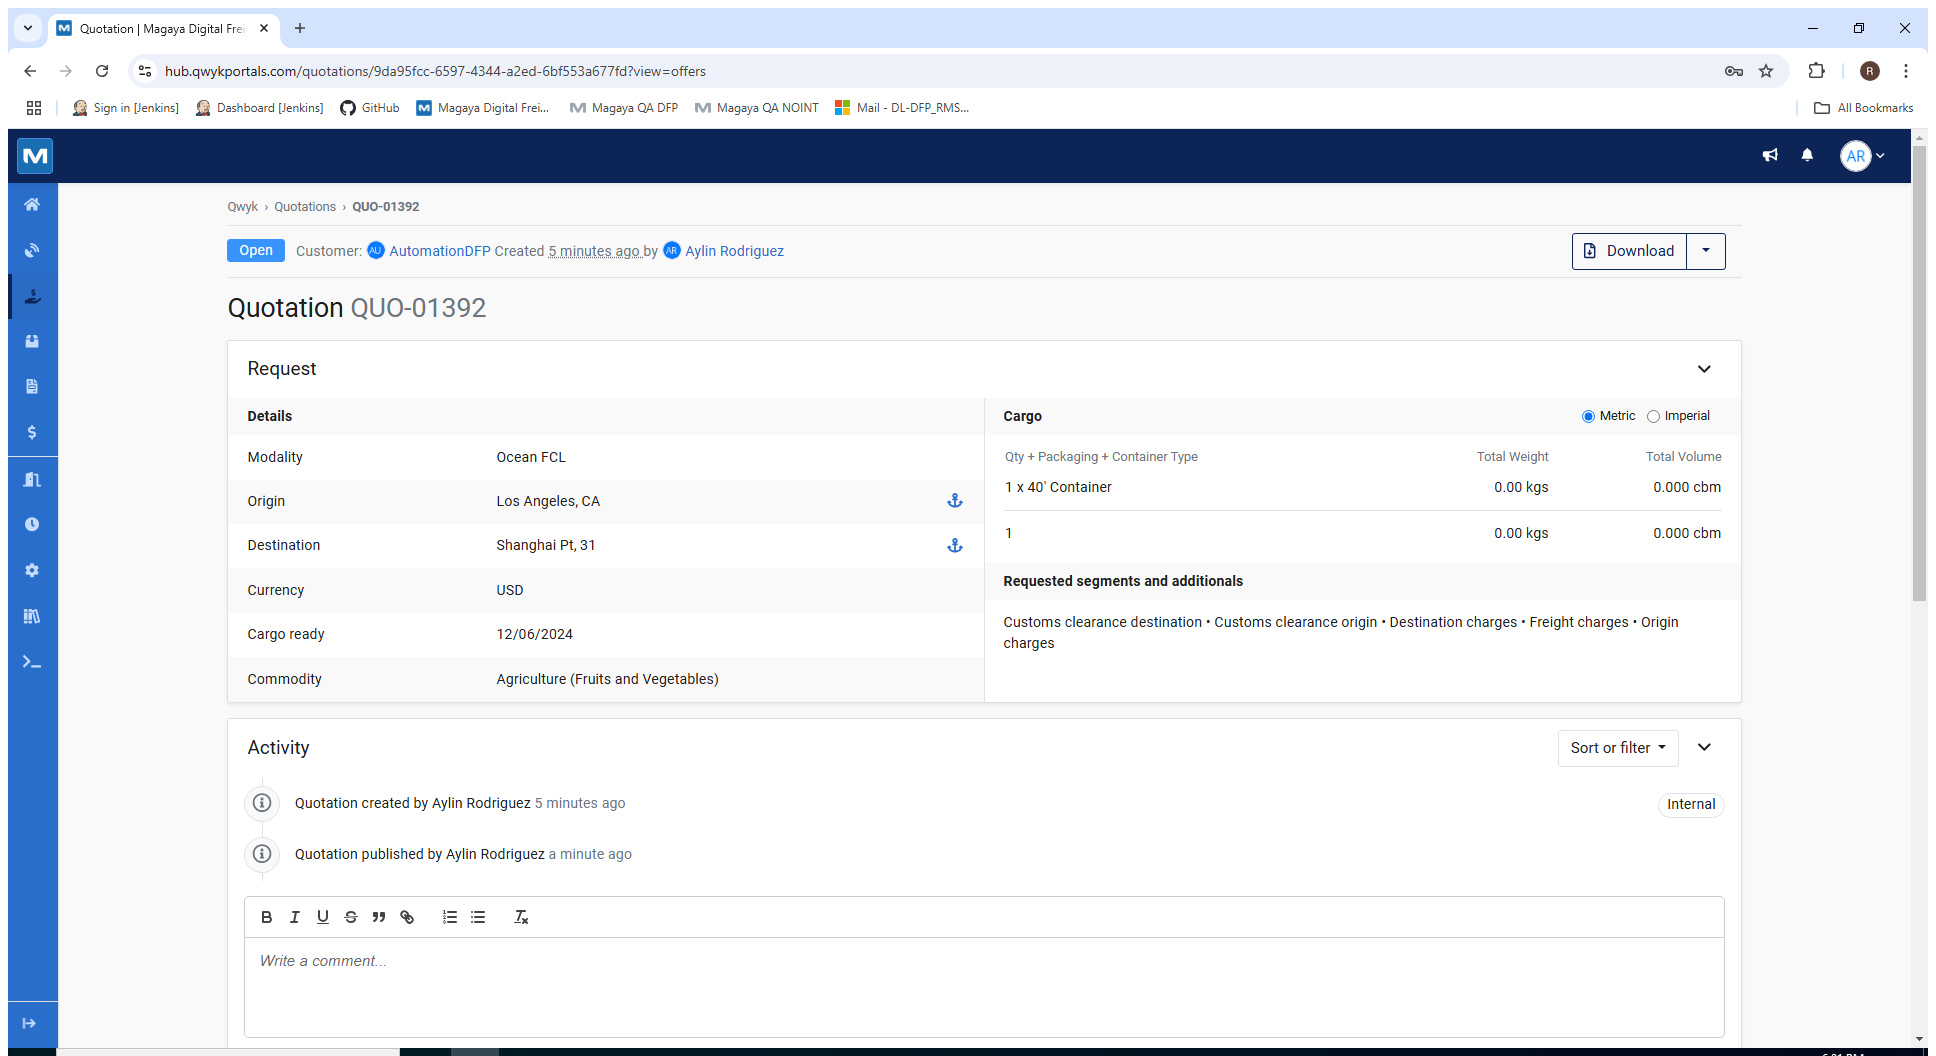 Quotation | Magaya Digital Frei
hub.qwykportals.com/quotations/9da95fcc-6597-4344-a2ed-6bf553a677fd?view=offers
R
Sign in [Jenkins]
Dashboard [Jenkins]
GitHub
Magaya Digital Frei...
Magaya QA DFP
Magaya QA NOINT
Mail - DL-DFP_RMS...
All Bookmarks
AR
Qwyk › Quotations › QUO-01392
Open Customer: AU AutomationDFP Created 5 minutes ago by AR Aylin Rodriguez
Download
Quotation QUO-01392
Request
Details
Modality Ocean FCL
Origin Los Angeles, CA
Destination Shanghai Pt, 31
Currency USD
Cargo ready 12/06/2024
Commodity Agriculture (Fruits and Vegetables)
Cargo Metric Imperial
Qty + Packaging + Container Type Total Weight Total Volume
1 x 40' Container 0.00 kgs 0.000 cbm
1 0.00 kgs 0.000 cbm
Requested segments and additionals
Customs clearance destination • Customs clearance origin • Destination charges • Freight charges • Origin
charges
Activity
Sort or filter
Quotation created by Aylin Rodriguez 5 minutes ago
Internal
Quotation published by Aylin Rodriguez a minute ago
Write a comment...